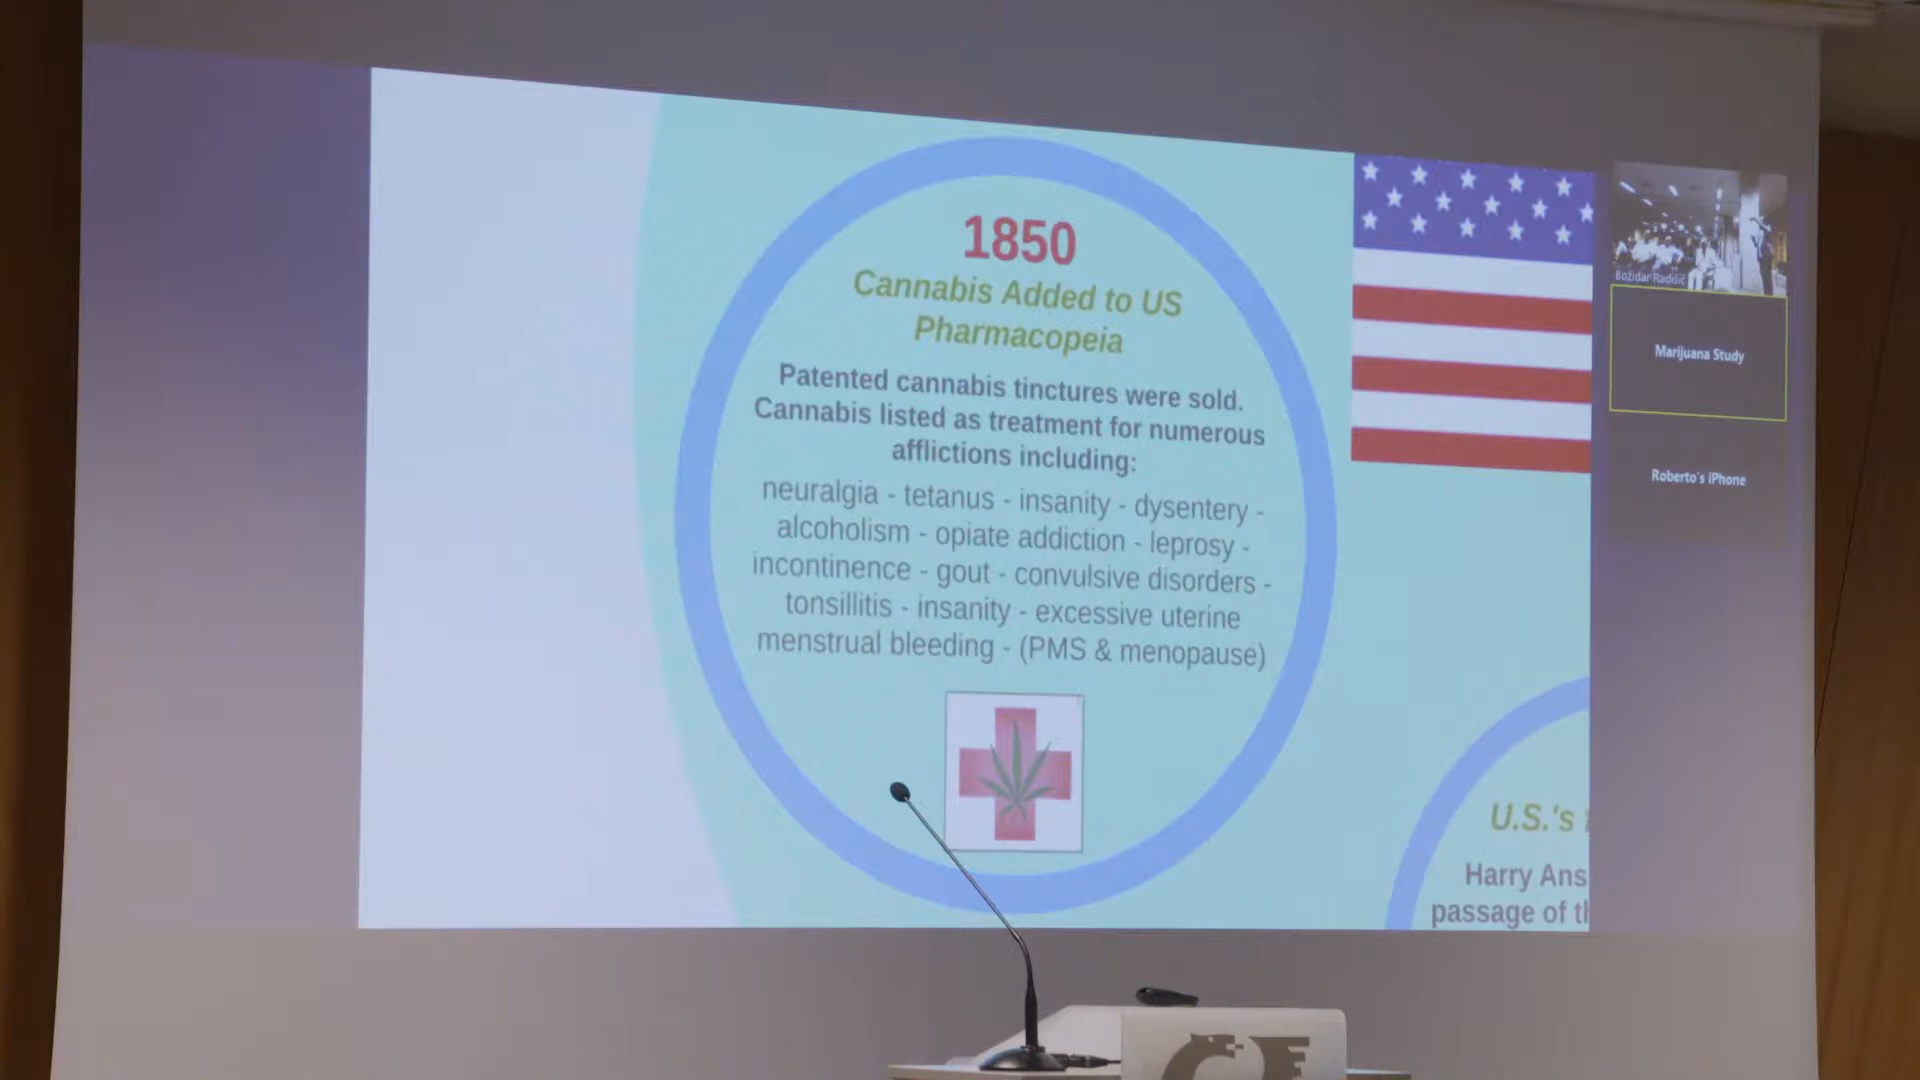 1850
Cannabis Added to US
Pharmacopeia
Patented cannabis tinctures were sold.
Cannabis listed as treatment for numerous
afflictions including:
neuralgia - tetanus - insanity - dysentery -
alcoholism - opiate addiction - leprosy -
incontinence - gout - convulsive disorders -
tonsillitis - insanity - excessive uterine
menstrual bleeding - (PMS & menopause)
U.S.'s
Harry Ans
passage of
Božidar Radišič
Marijuana Study
Roberto's iPhone